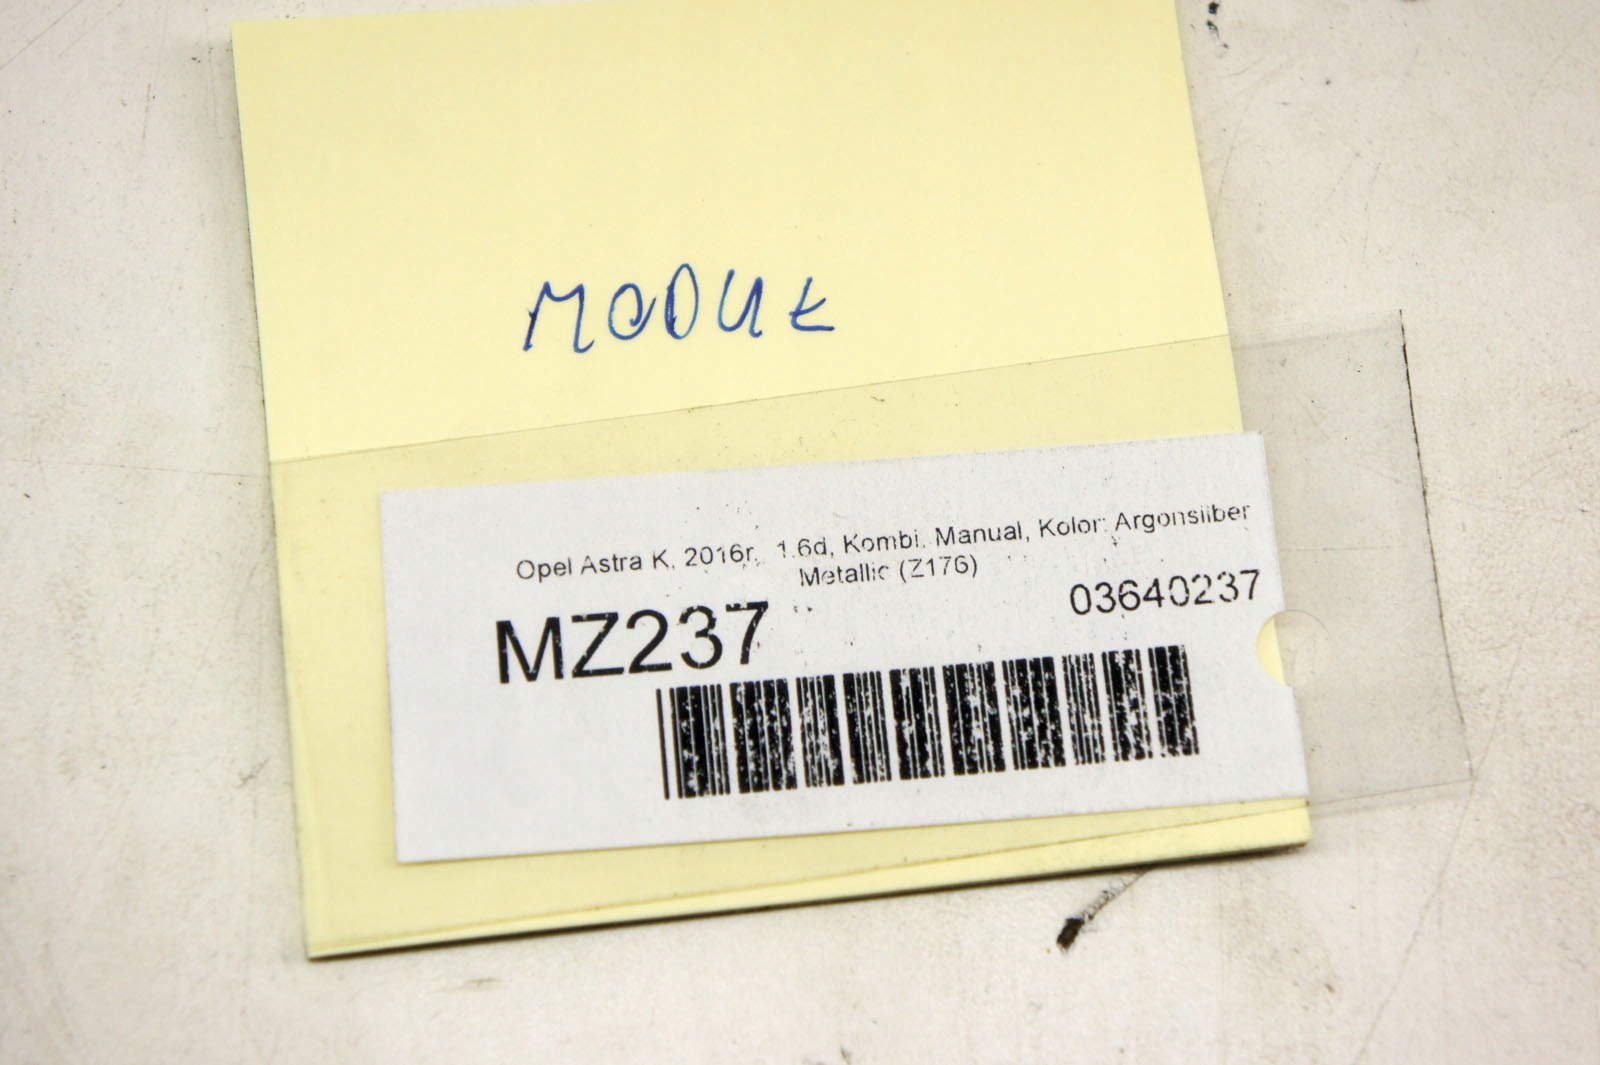 MODUŁ
Opel Astra K, 2016r, 1.6d, Kombi, Manual, Kolor: Argonsilber
Metallic (Z176)
03640237
MZ237